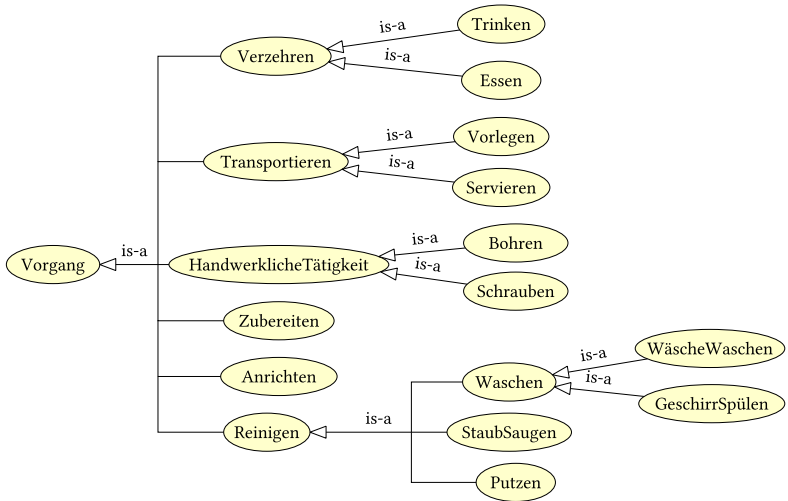 is-a
Trinken
Verzehren
is-a
Essen
is-a
Vorlegen
Transportieren
is-a
Servieren
Vorgang
is-a
HandwerklicheTätigkeit
is-a
Bohren
is-a
Schrauben
Zubereiten
Anrichten
Reinigen
is-a
Waschen
is-a
WäscheWaschen
is-a
GeschirrSpülen
StaubSaugen
Putzen